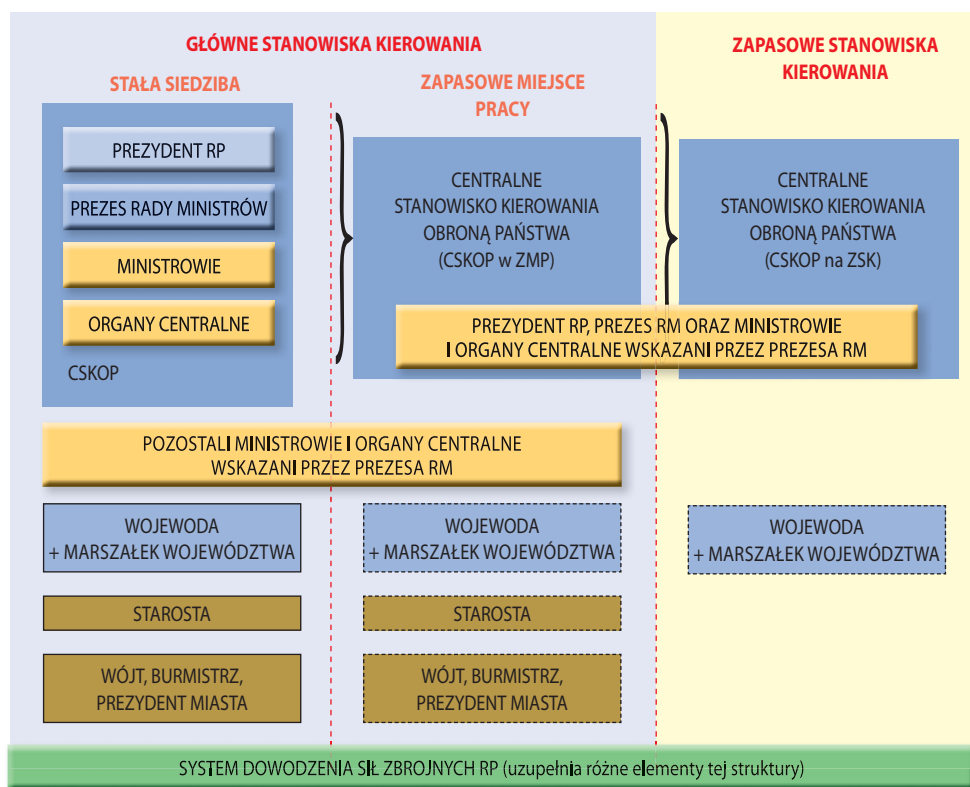 GŁÓWNE STANOWISKA KIEROWANIA
ZAPASOWE STANOWISKA
KIEROWANIA
STAŁA SIEDZIBA
ZAPASOWE MIEJSCE
PRACY
PREZYDENT RP
PREZES RADY MINISTRÓW
MINISTROWIE
ORGANY CENTRALNE
CSKOP
CENTRALNE
STANOWISKO KIEROWANIA
OBRONĄ PAŃSTWA
(CSKOP w ZMP)
CENTRALNE
STANOWISKO KIEROWANIA
OBRONĄ PAŃSTWA
(CSKOP na ZSK)
PREZYDENT RP, PREZES RM ORAZ MINISTROWIE
I ORGANY CENTRALNE WSKAZANI PRZEZ PREZESA RM
POZOSTALI MINISTROWIE I ORGANY CENTRALNE
WSKAZANI PRZEZ PREZESA RM
WOJEWODA
+ MARSZAŁEK WOJEWÓDZTWA
WOJEWODA
+ MARSZAŁEK WOJEWÓDZTWA
WOJEWODA
+ MARSZAŁEK WOJEWÓDZTWA
STAROSTA
STAROSTA
WÓJT, BURMISTRZ,
PREZYDENT MIASTA
WÓJT, BURMISTRZ,
PREZYDENT MIASTA
SYSTEM DOWODZENIA SIŁ ZBROJNYCH RP (uzupełnia różne elementy tej struktury)